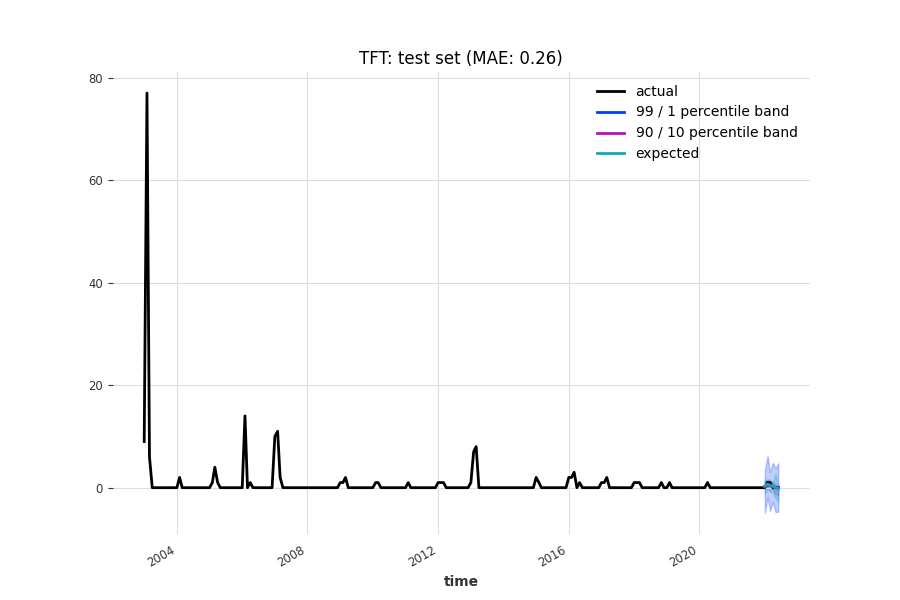 TFT: test set (MAE: 0.26)
actual
99 / 1 percentile band
90 / 10 percentile band
expected
80
60
40
20
0
2004
2008
2012
2016
2020
time